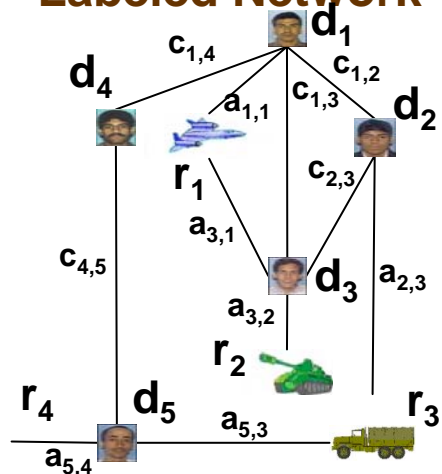 Labeled Network
d1
c1,4
c1,2
d4
a1,1
c1,3
d2
r1
c2,3
a3,1
c4,5
d3
a2,3
a3,2
r2
r4
d5
a5,3
r3
a5,4